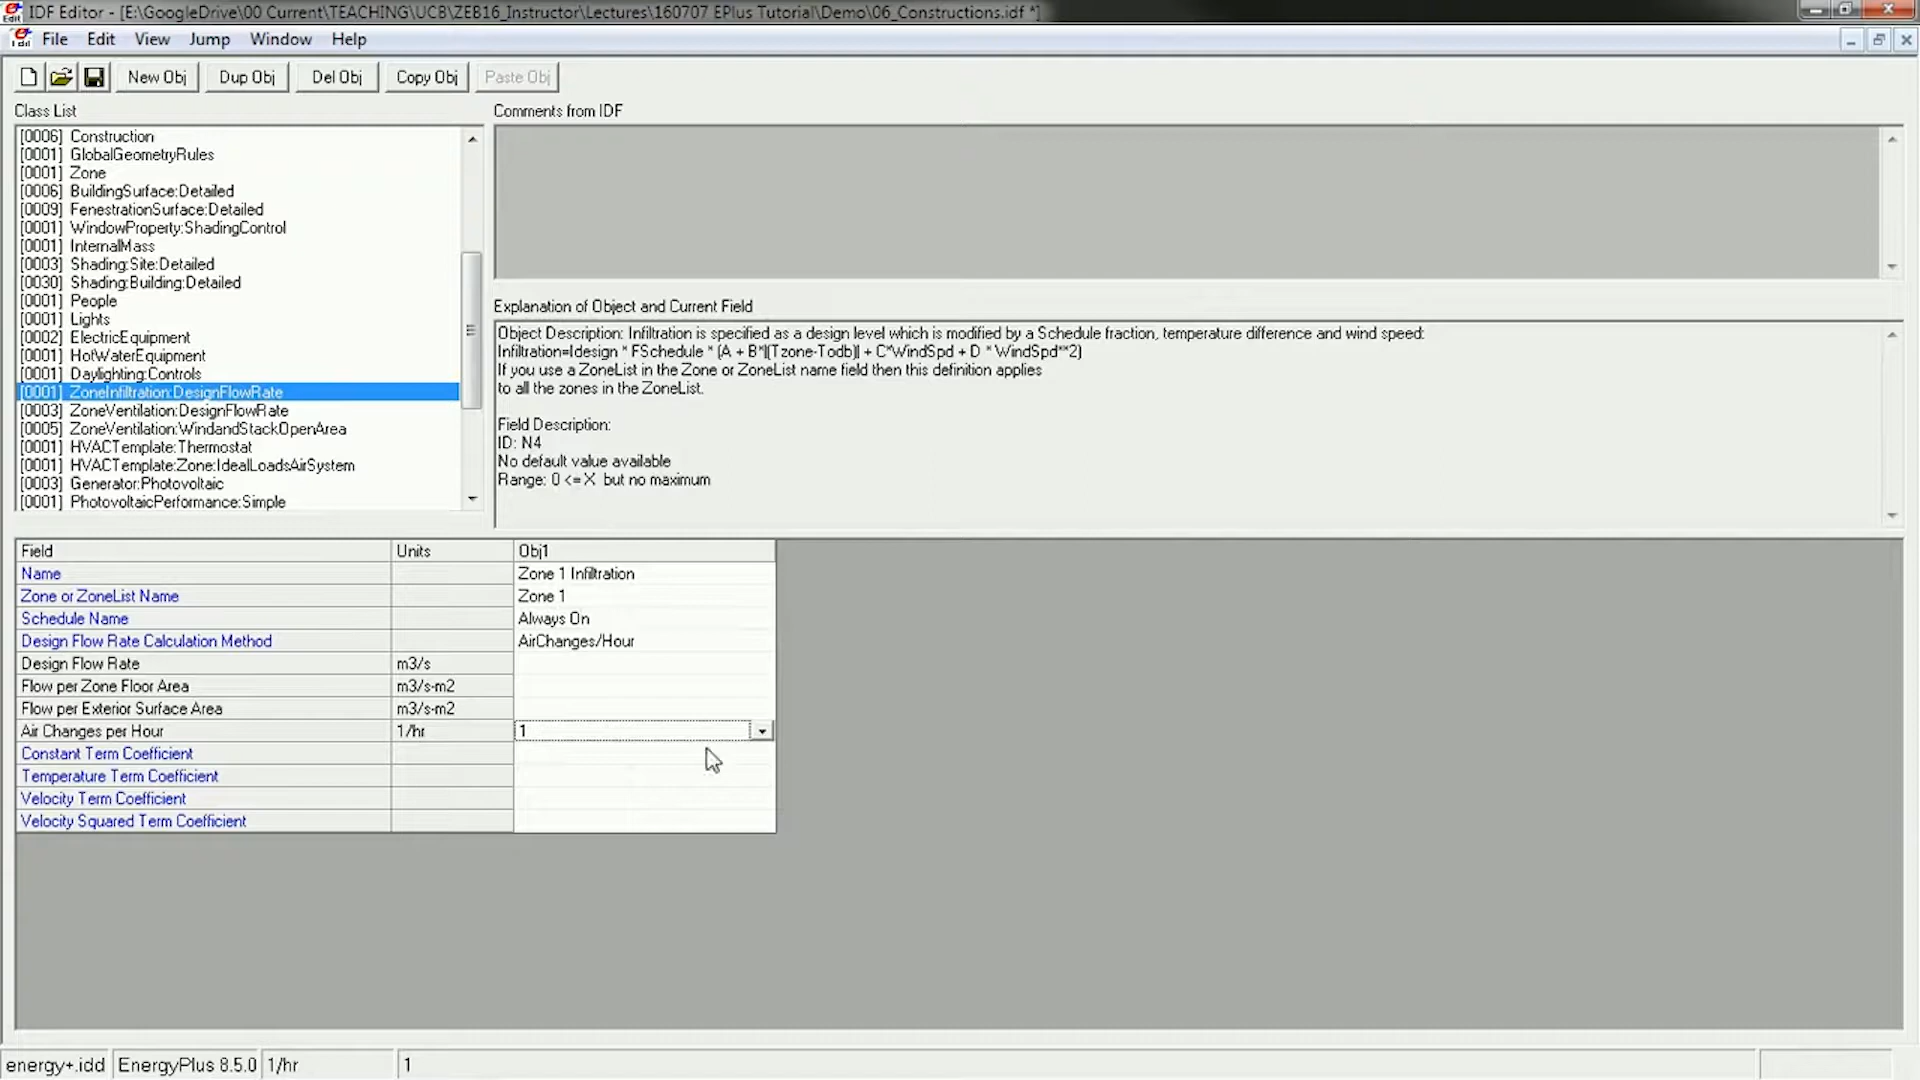 IDF Editor - [E:\GoogleDrive\00 Current\TEACHING\UCB\ZEB16_Instructor\Lectures\160707 EPlus Tutorial\Demo\06_Constructions.idf *]
File Edit View Jump Window Help
New Obj Dup Obj Del Obj Copy Obj Paste Obj
Class List
Comments from IDF
[0006] Construction
[0001] GlobalGeometryRules
[0001] Zone
[0006] BuildingSurface:Detailed
[0009] FenestrationSurface:Detailed
[0001] WindowProperty:ShadingControl
[0001] InternalMass
[0003] Shading:Site:Detailed
[0030] Shading:Building:Detailed
[0001] People
[0001] Lights
[0002] ElectricEquipment
[0001] HotWaterEquipment
[0001] Daylighting:Controls
[0001] ZoneInfiltration:DesignFlowRate
[0003] ZoneVentilation:DesignFlowRate
[0005] ZoneVentilation:WindandStackOpenArea
[0001] HVACTemplate:Thermostat
[0001] HVACTemplate:Zone:IdealLoadsAirSystem
[0003] Generator:Photovoltaic
[0001] PhotovoltaicPerformance:Simple
Explanation of Object and Current Field
Object Description: Infiltration is specified as a design level which is modified by a Schedule fraction, temperature difference and wind speed:
Infiltration=Idesign * FSchedule * (A + B*|(Tzone-Todb)| + C*WindSpd + D * WindSpd**2)
If you use a ZoneList in the Zone or ZoneList name field then this definition applies
to all the zones in the ZoneList.
Field Description:
ID: N4
No default value available
Range: 0 <= X but no maximum
Field Units Obj1
Name Zone 1 Infiltration
Zone or ZoneList Name Zone 1
Schedule Name Always On
Design Flow Rate Calculation Method AirChanges/Hour
Design Flow Rate m3/s
Flow per Zone Floor Area m3/s-m2
Flow per Exterior Surface Area m3/s-m2
Air Changes per Hour 1/hr 1
Constant Term Coefficient
Temperature Term Coefficient
Velocity Term Coefficient
Velocity Squared Term Coefficient
energy+.idd EnergyPlus 8.5.0 1/hr 1